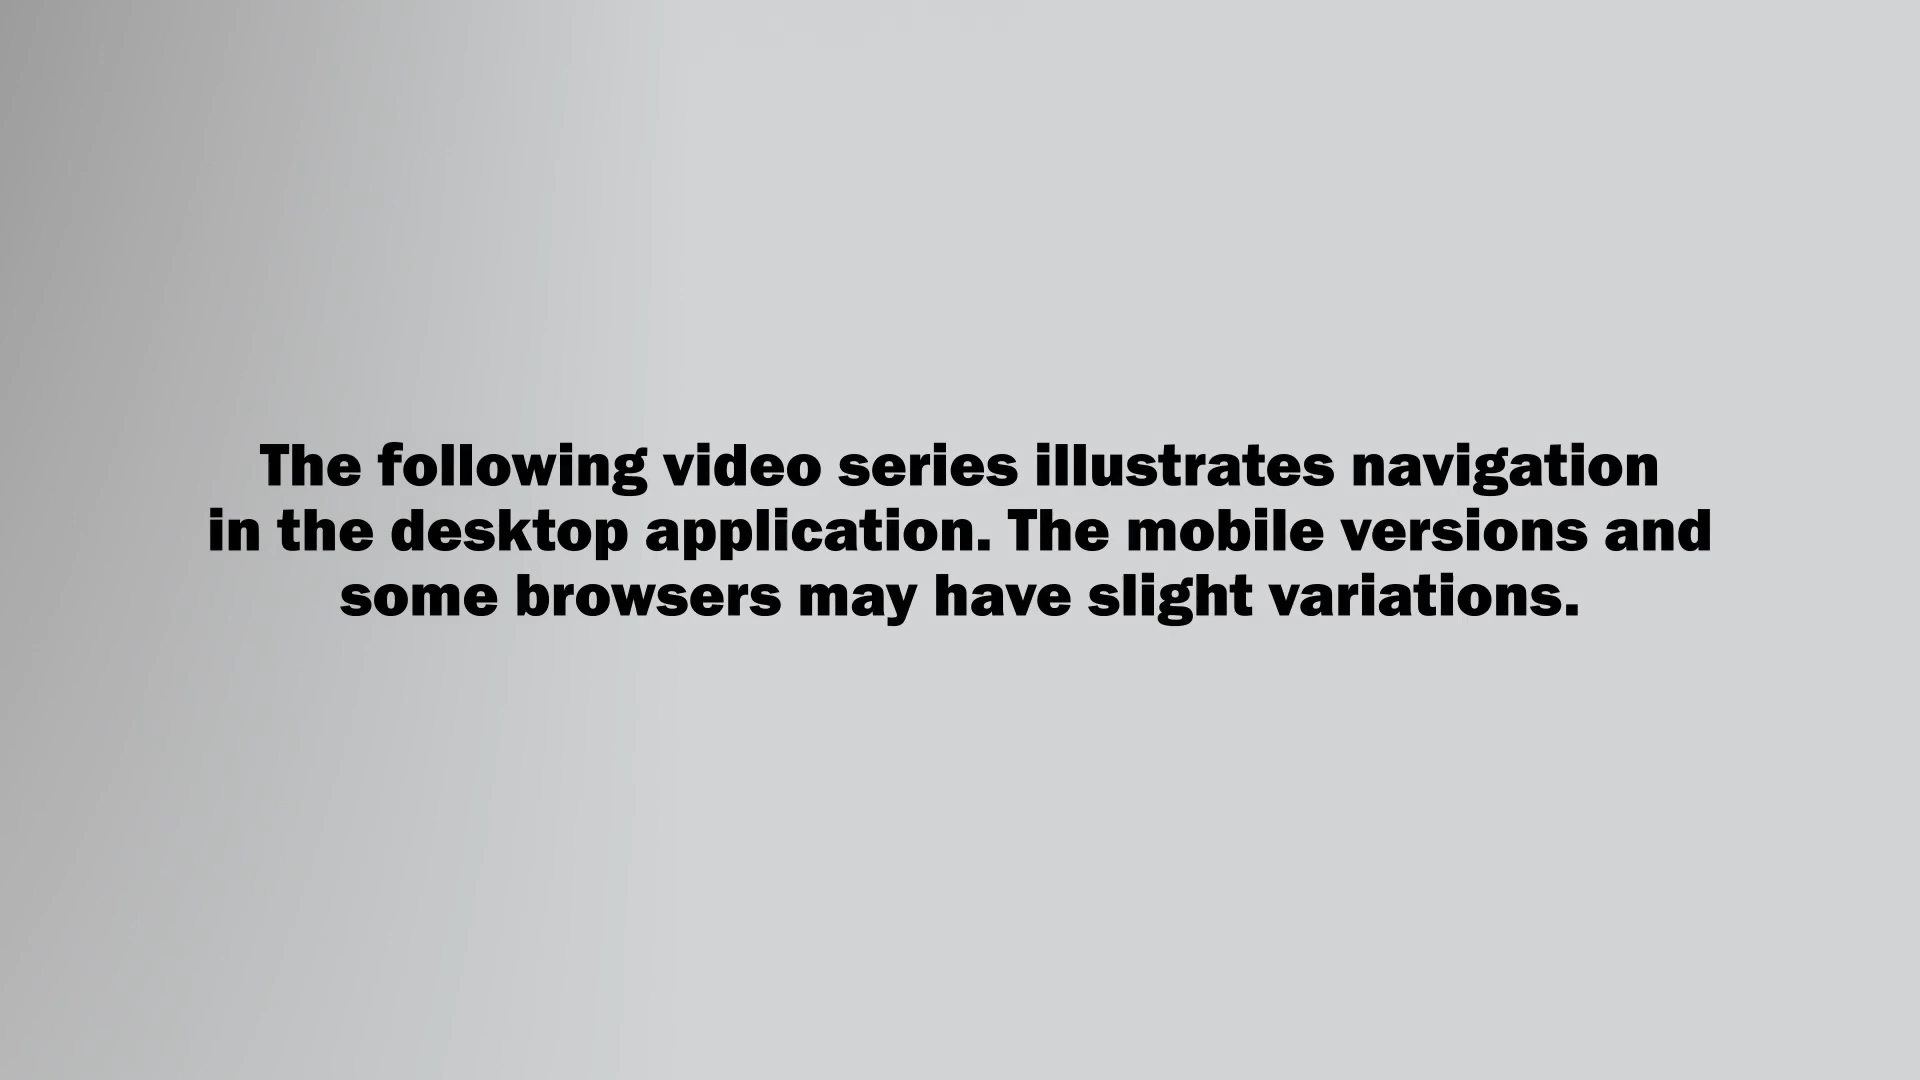 The following video series illustrates navigation
in the desktop application. The mobile versions and
some browsers may have slight variations.